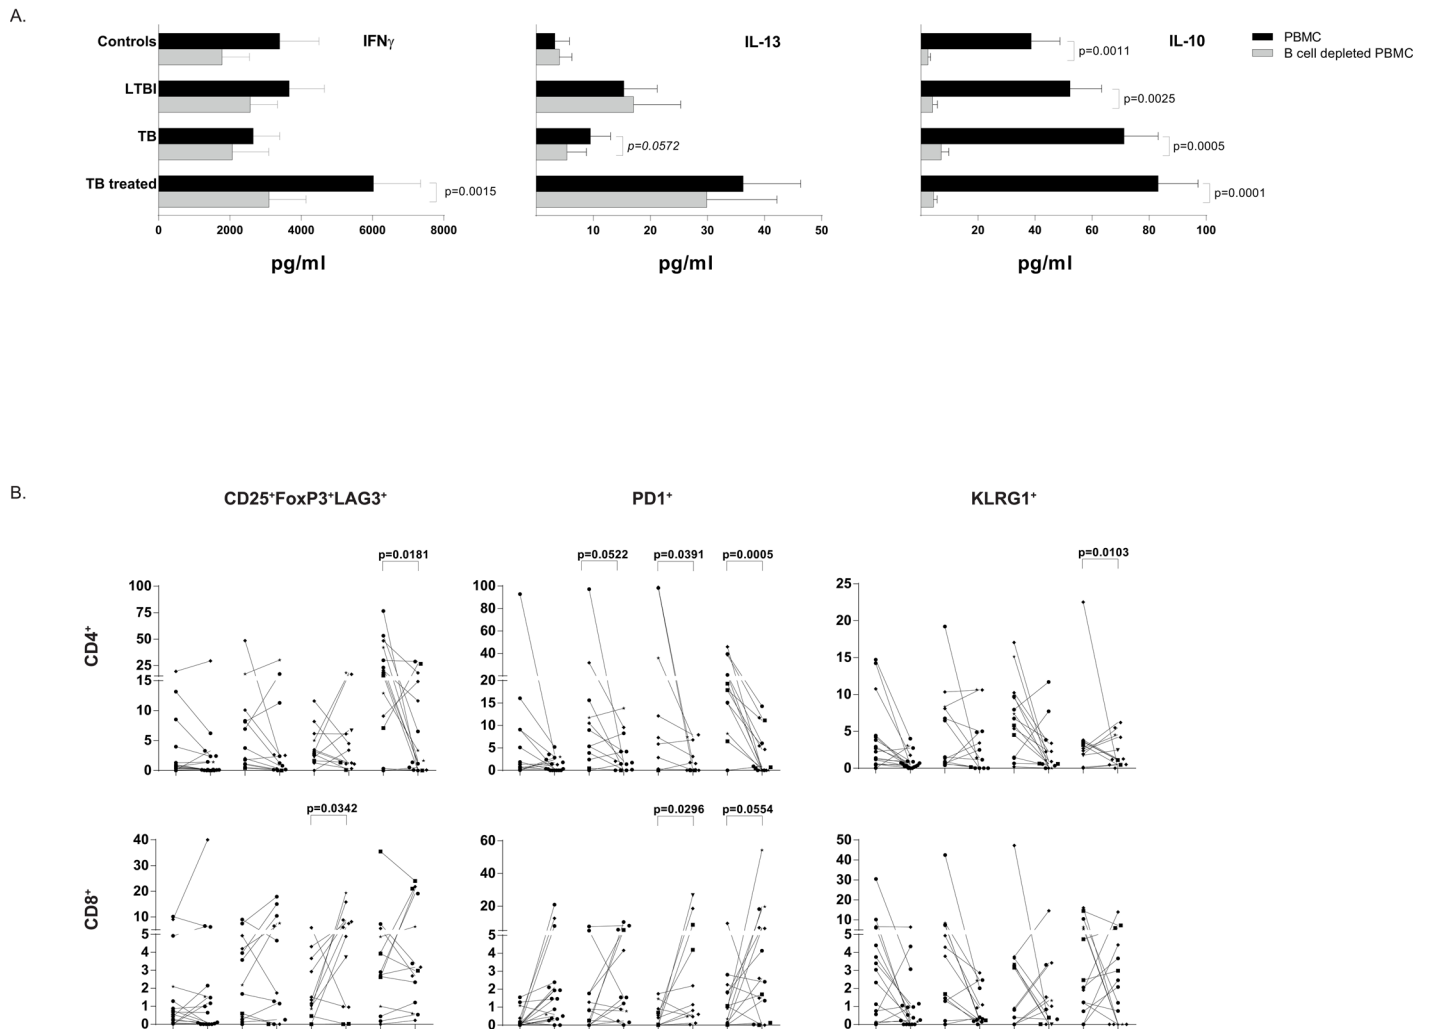 A.
IFNγ
IL-13
IL-10
PBMC
B cell depleted PBMC
Controls
LTBI
TB
TB treated
p=0.0015
p=0.0572
p=0.0011
p=0.0025
p=0.0005
p=0.0001
0 2000 4000 6000 8000
10 20 30 40 50
20 40 60 80 100
pg/ml pg/ml pg/ml
B.
CD25⁺FoxP3⁺LAG3⁺ PD1⁺ KLRG1⁺
p=0.0181
p=0.0522 p=0.0391 p=0.0005
p=0.0103
CD4⁺
100
75
50
25
15
10
5
0
100
80
60
40
20
15
10
5
0
25
20
15
10
5
0
p=0.0342
p=0.0296 p=0.0554
CD8⁺
40
30
20
10
5
4
3
2
1
0
60
40
20
5
4
3
2
1
0
50
40
30
20
10
5
4
3
2
1
0